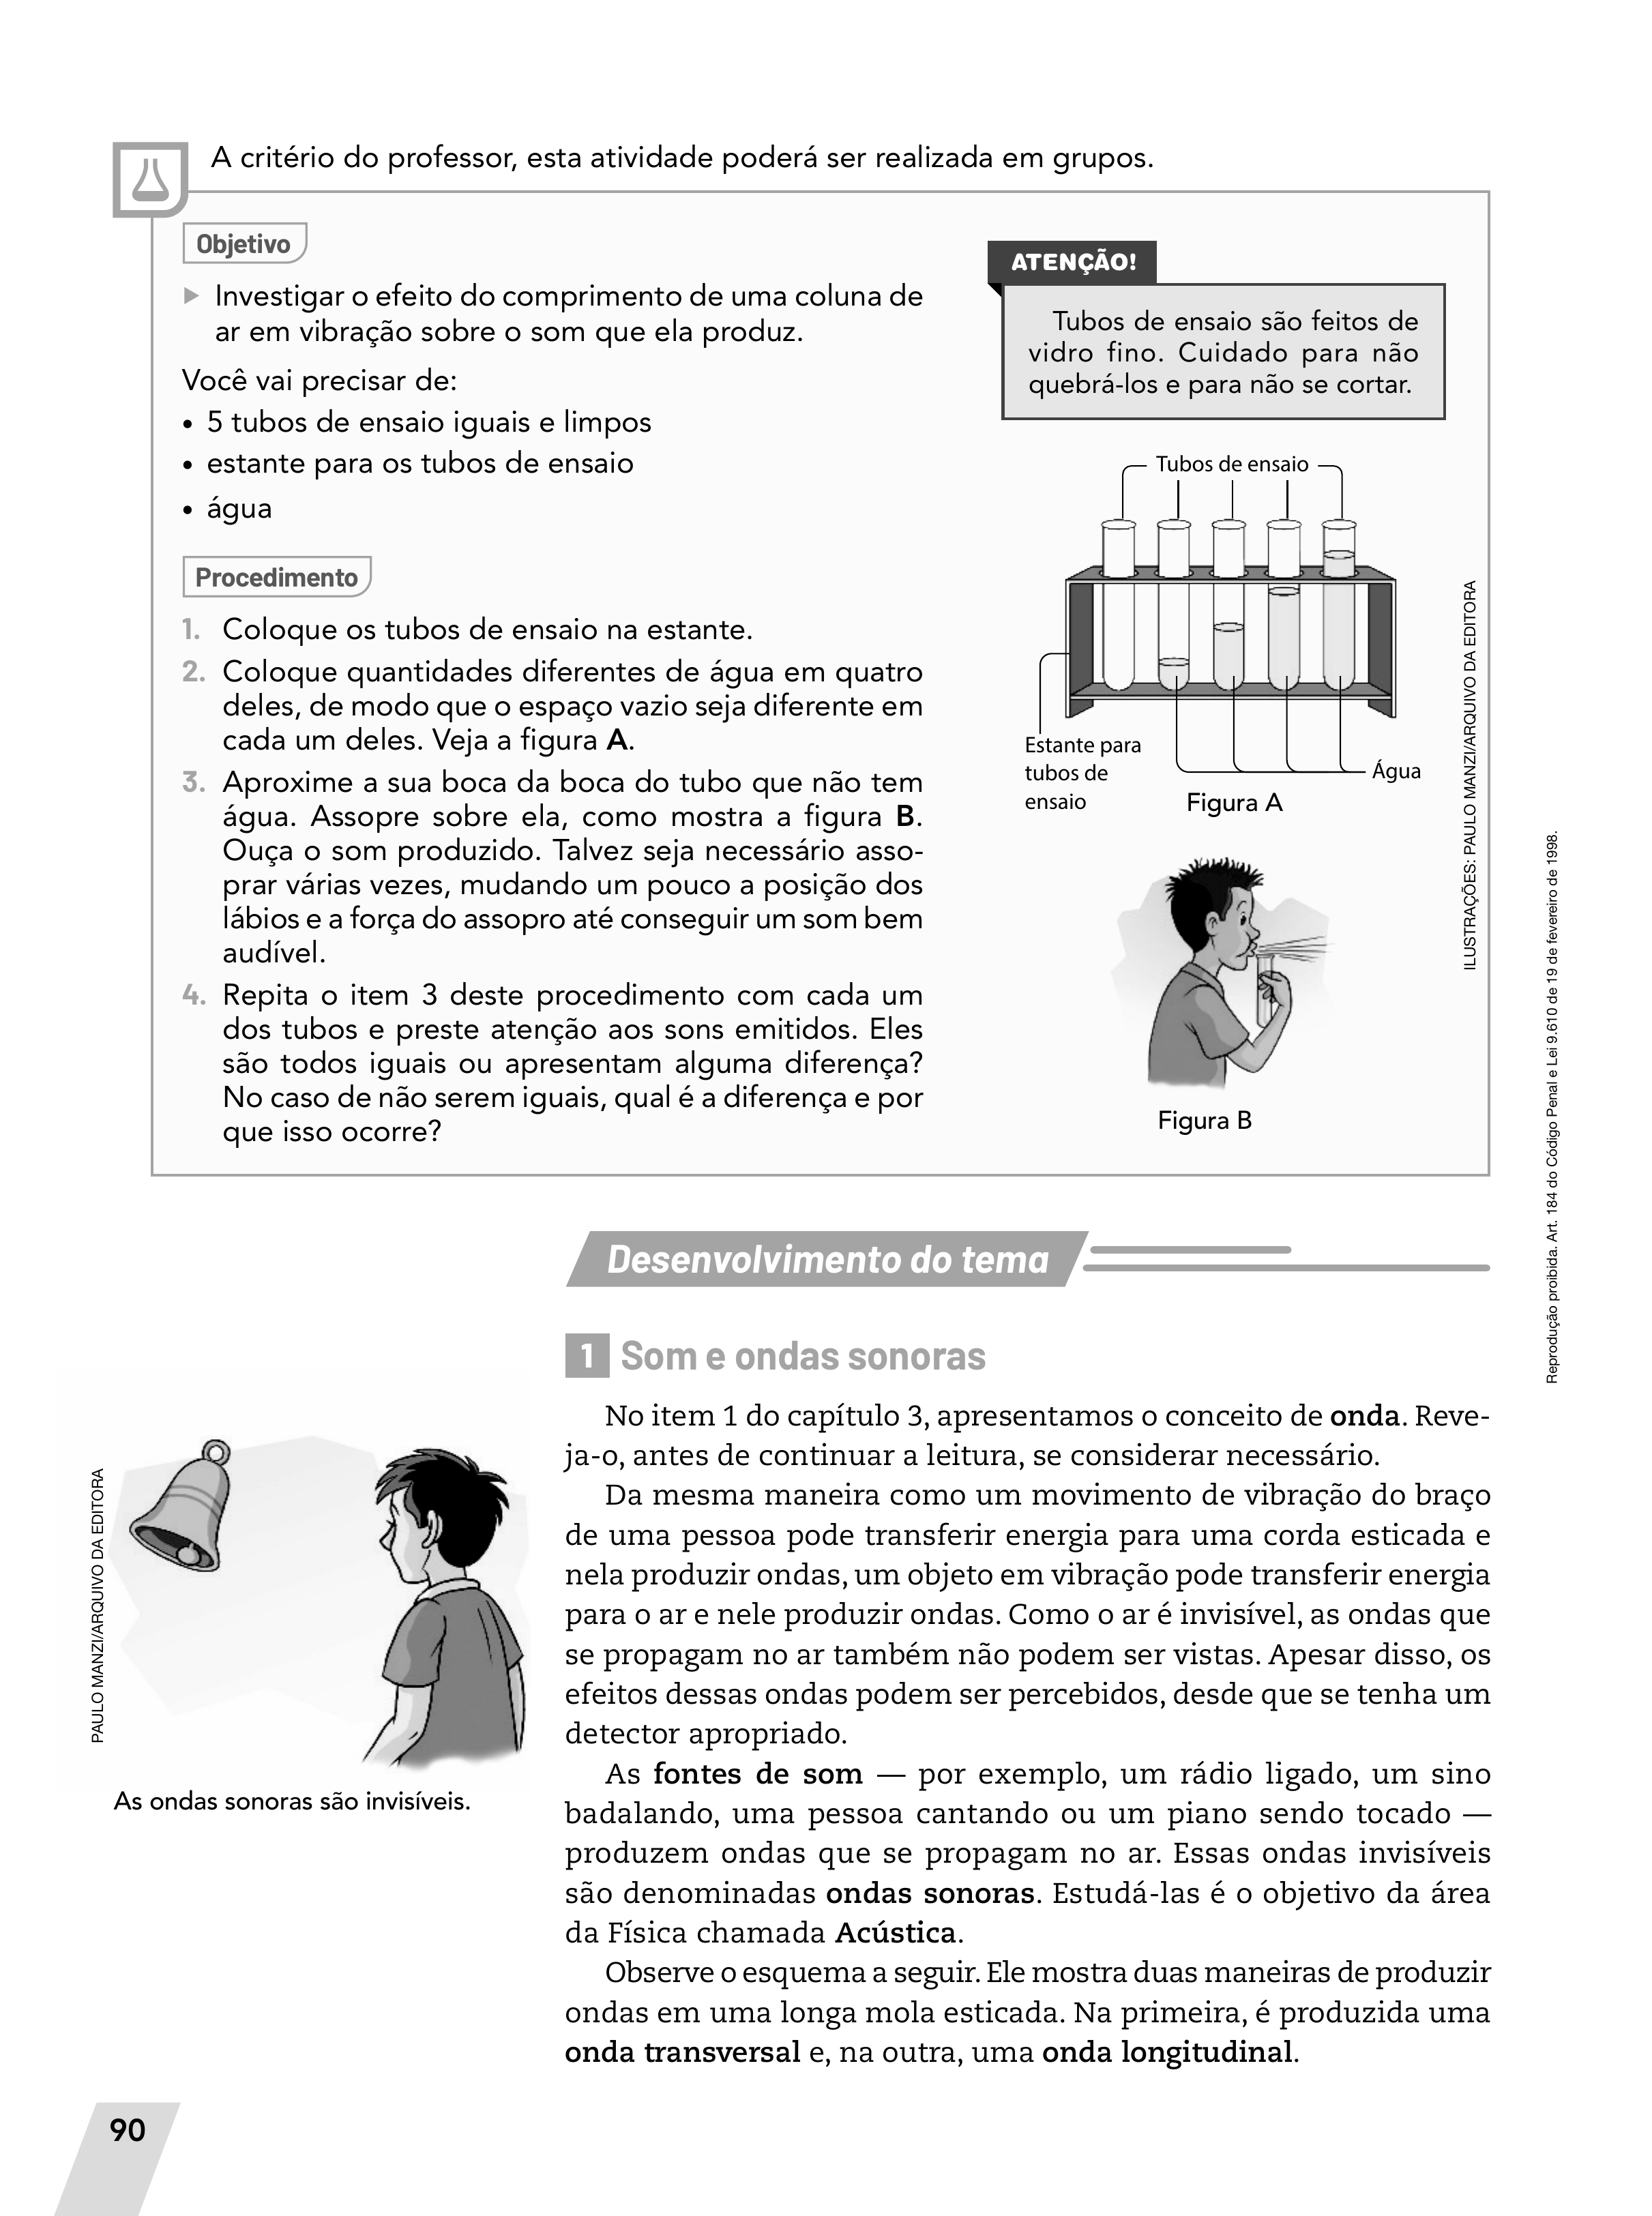 A critério do professor, esta atividade poderá ser realizada em grupos.
Objetivo
Investigar o efeito do comprimento de uma coluna de
ar em vibração sobre o som que ela produz.
Você vai precisar de:
• 5 tubos de ensaio iguais e limpos
• estante para os tubos de ensaio
• água
Procedimento
1. Coloque os tubos de ensaio na estante.
2. Coloque quantidades diferentes de água em quatro
deles, de modo que o espaço vazio seja diferente em
cada um deles. Veja a figura A.
3. Aproxime a sua boca da boca do tubo que não tem
água. Assopre sobre ela, como mostra a figura B.
Ouça o som produzido. Talvez seja necessário asso-
prar várias vezes, mudando um pouco a posição dos
lábios e a força do assopro até conseguir um som bem
audível.
4. Repita o item 3 deste procedimento com cada um
dos tubos e preste atenção aos sons emitidos. Eles
são todos iguais ou apresentam alguma diferença?
No caso de não serem iguais, qual é a diferença e por
que isso ocorre?
ATENÇÃO!
Tubos de ensaio são feitos de
vidro fino. Cuidado para não
quebrá-los e para não se cortar.
Tubos de ensaio
Estante para
tubos de
ensaio
Água
Figura A
Figura B
ILUSTRAÇÕES: PAULO MANZI/ARQUIVO DA EDITORA
Reprodução proibida. Art. 184 do Código Penal e Lei 9.610 de 19 de fevereiro de 1998.
Desenvolvimento do tema
1 Som e ondas sonoras
No item 1 do capítulo 3, apresentamos o conceito de onda. Reve-
ja-o, antes de continuar a leitura, se considerar necessário.
Da mesma maneira como um movimento de vibração do braço
de uma pessoa pode transferir energia para uma corda esticada e
nela produzir ondas, um objeto em vibração pode transferir energia
para o ar e nele produzir ondas. Como o ar é invisível, as ondas que
se propagam no ar também não podem ser vistas. Apesar disso, os
efeitos dessas ondas podem ser percebidos, desde que se tenha um
detector apropriado.
As fontes de som — por exemplo, um rádio ligado, um sino
badalando, uma pessoa cantando ou um piano sendo tocado —
produzem ondas que se propagam no ar. Essas ondas invisíveis
são denominadas ondas sonoras. Estudá-las é o objetivo da área
da Física chamada Acústica.
Observe o esquema a seguir. Ele mostra duas maneiras de produzir
ondas em uma longa mola esticada. Na primeira, é produzida uma
onda transversal e, na outra, uma onda longitudinal.
PAULO MANZI/ARQUIVO DA EDITORA
As ondas sonoras são invisíveis.
90